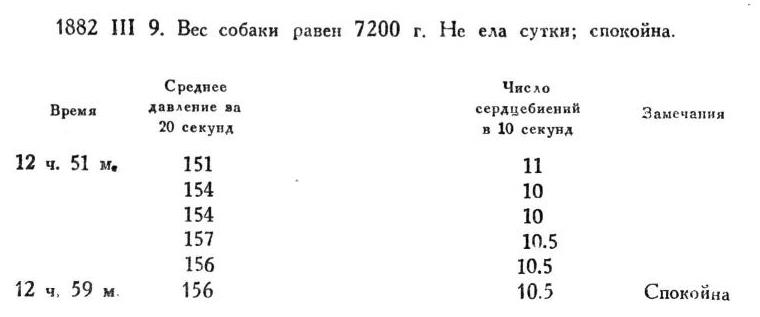 1882 III 9. Вес собаки равен 7200 г. Не ела сутки; спокойна.
Время Среднее давление за 20 секунд Число сердцебиений в 10 секунд Замечания
12 ч. 51 м. 151 11
154 10
154 10
157 10.5
156 10.5
12 ч. 59 м. 156 10.5 Спокойна